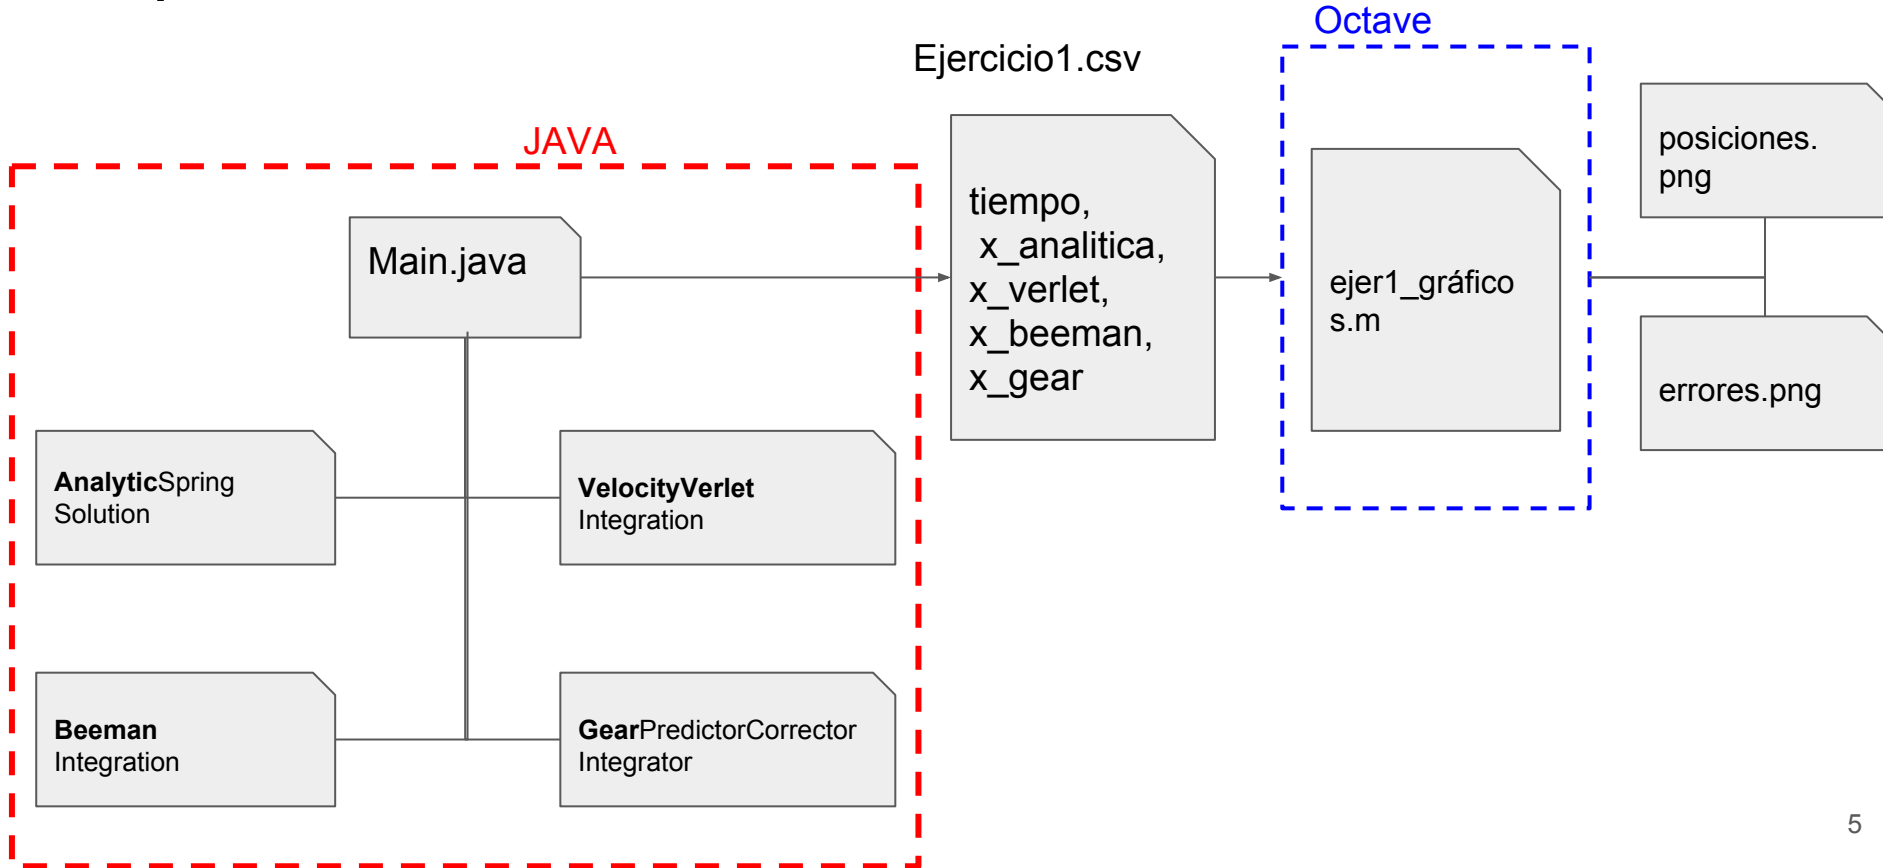 Octave
Ejercicio1.csv
JAVA
Main.java
AnalyticSpring
Solution
VelocityVerlet
Integration
Beeman
Integration
GearPredictorCorrector
Integrator
tiempo,
x_analitica,
x_verlet,
x_beeman,
x_gear
ejer1_gráfico
s.m
posiciones.
png
errores.png
5